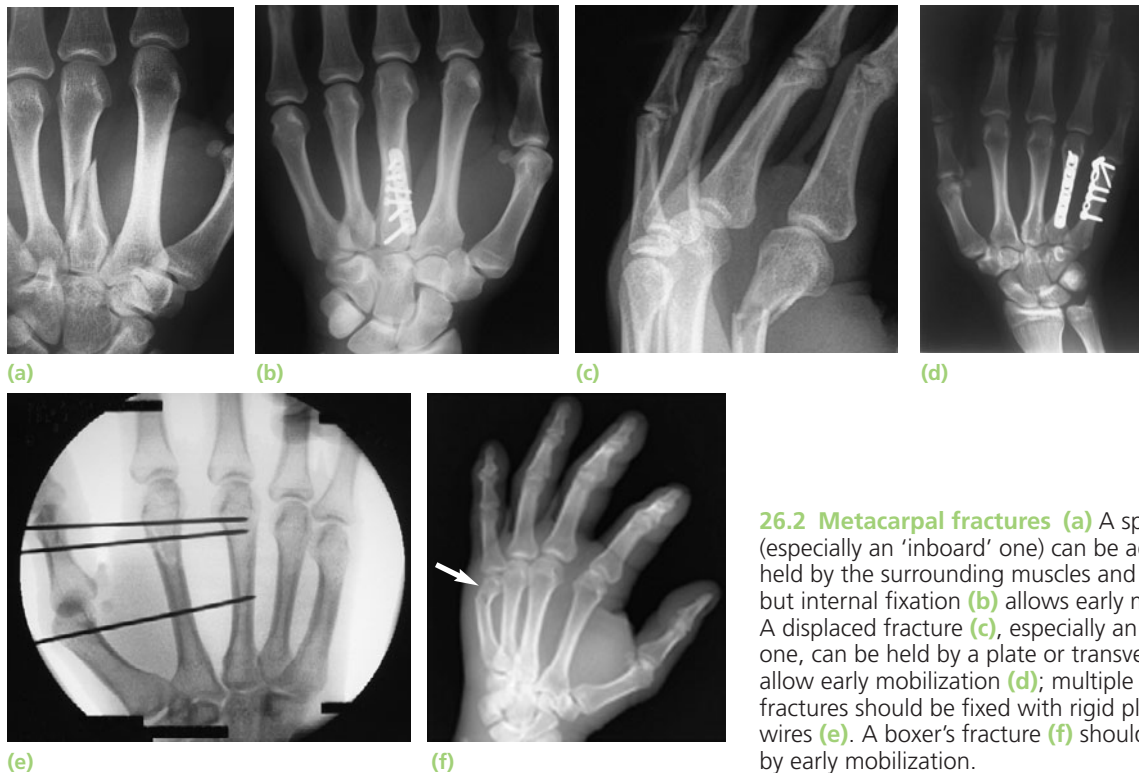 (a)
(b)
(c)
(d)
(e)
(f)
26.2 Metacarpal fractures (a) A
(especially an ‘inboard’ one) can be
held by the surrounding muscles and
but internal fixation (b) allows early
A displaced fracture (c), especially an
one, can be held by a plate or
allow early mobilization (d); multiple
fractures should be fixed with rigid
wires (e). A boxer’s fracture (f)
by early mobilization.